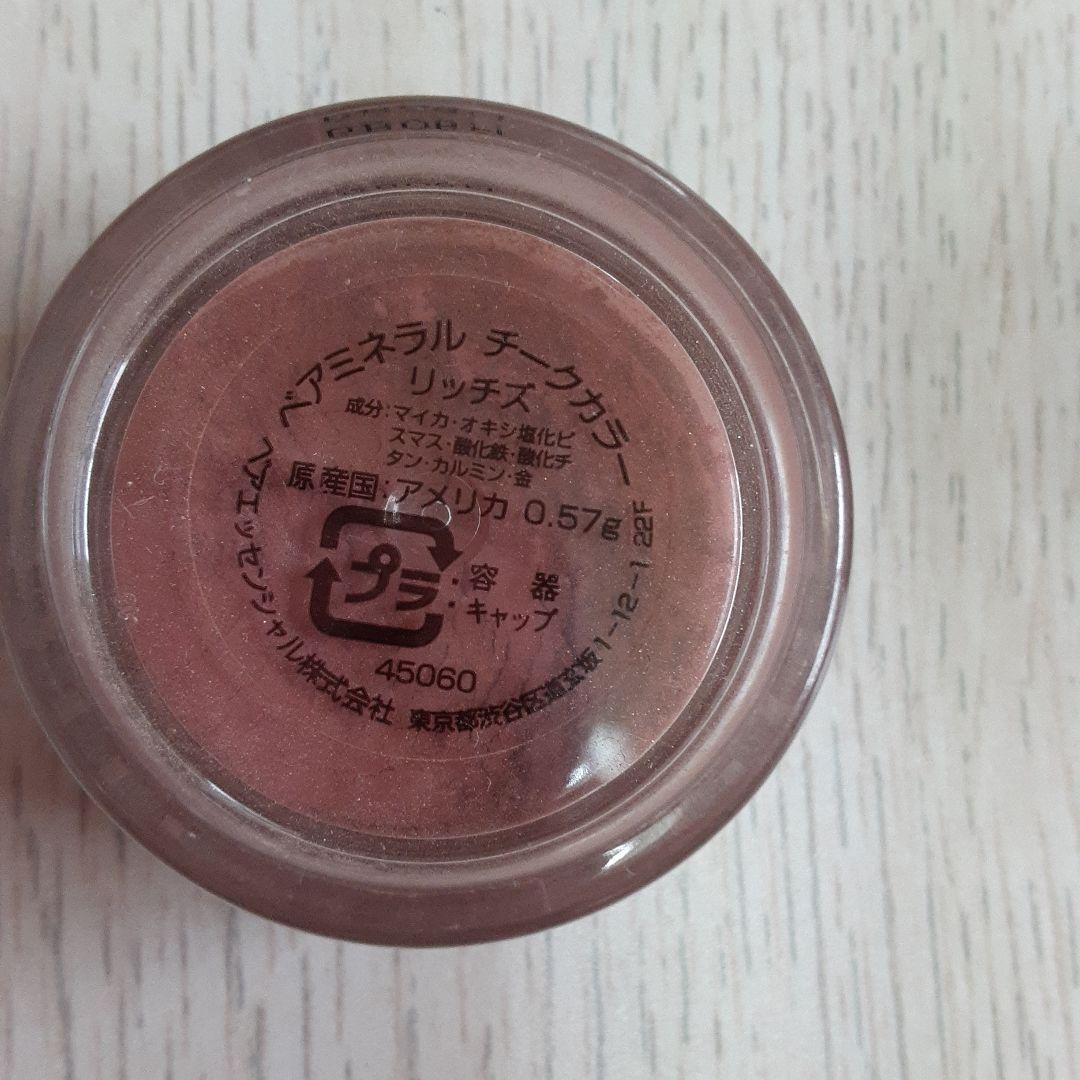 ベアミネラル チークカラー
リッチズ
成分:マイカ・オキシ塩化ビ
スマス・酸化鉄・酸化チ
タン・カルミン・金
原産国:アメリカ 0.57g
プラ
・容 器
・キャップ
45060
ベアエッセンシャル株式会社 東京都渋谷区道玄坂1-12-1 22F